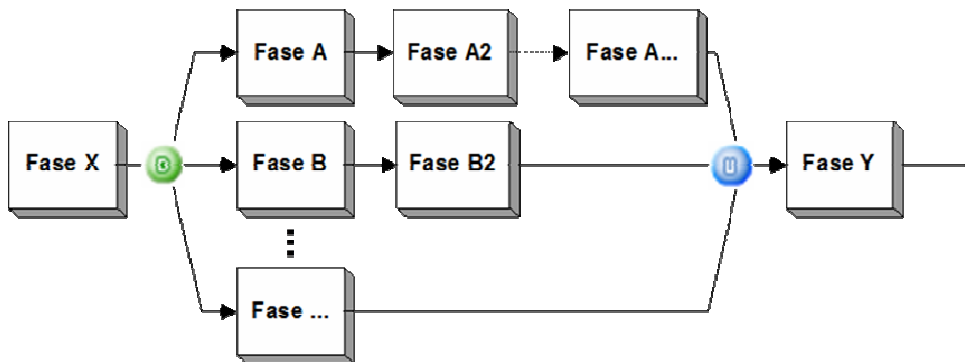 Fase A
Fase A2
Fase A...
Fase X
D
Fase B
Fase B2
U
Fase Y
Fase ...